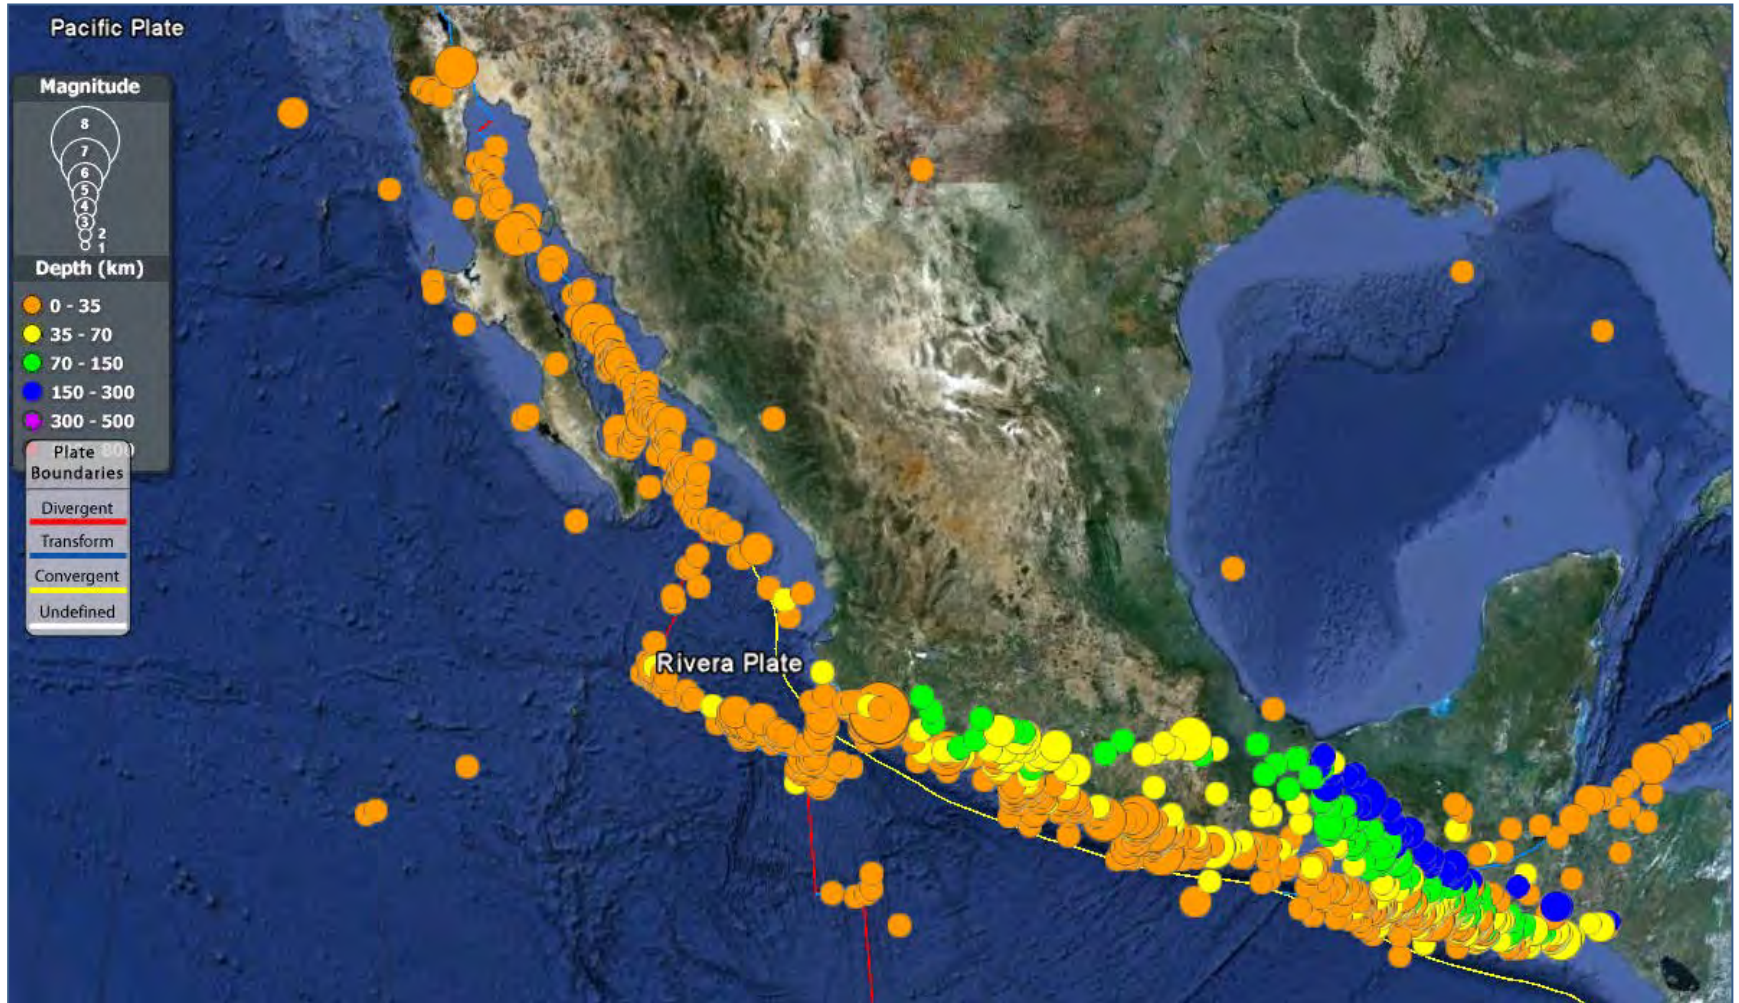 Pacific Plate
Magnitude
8
7
6
5
4
3
2
1
Depth (km)
0 - 35
35 - 70
70 - 150
150 - 300
300 - 500
800
Plate
Boundaries
Divergent
Transform
Convergent
Undefined
Rivera Plate